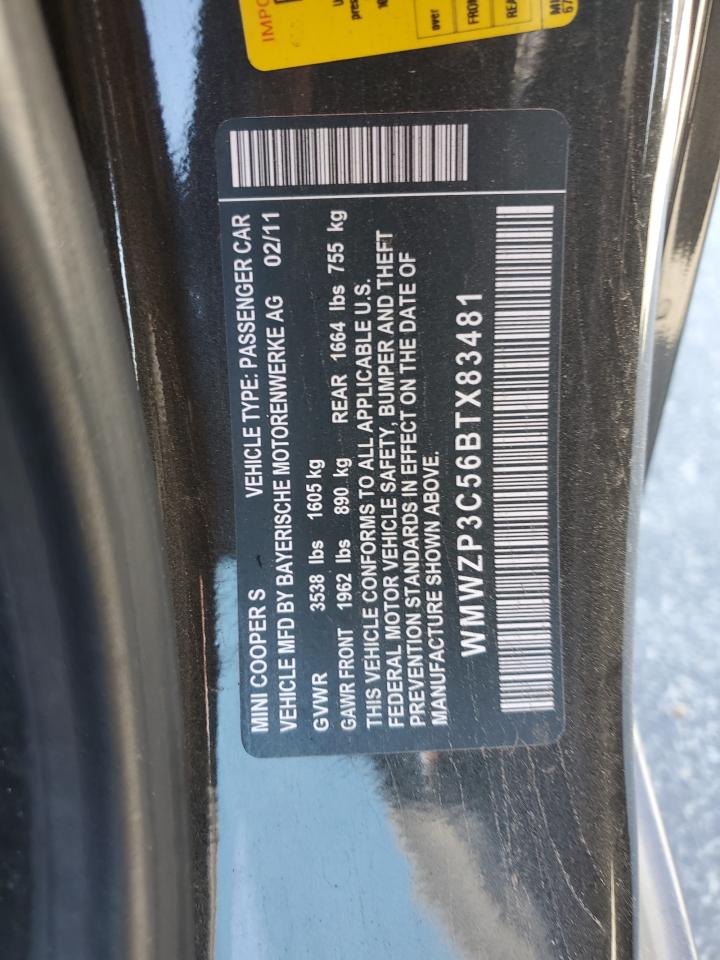 MINI COOPER S VEHICLE TYPE: PASSENGER CAR
VEHICLE MFD BY BAYERISCHE MOTORENWERKE AG 02/11
GVWR 3538 lbs 1605 kg
GAWR FRONT 1962 lbs 890 kg REAR 1664 lbs 755 kg
THIS VEHICLE CONFORMS TO ALL APPLICABLE U.S.
FEDERAL MOTOR VEHICLE SAFETY, BUMPER AND THEFT
PREVENTION STANDARDS IN EFFECT ON THE DATE OF
MANUFACTURE SHOWN ABOVE.
WMWZP3C56BTX83481
over